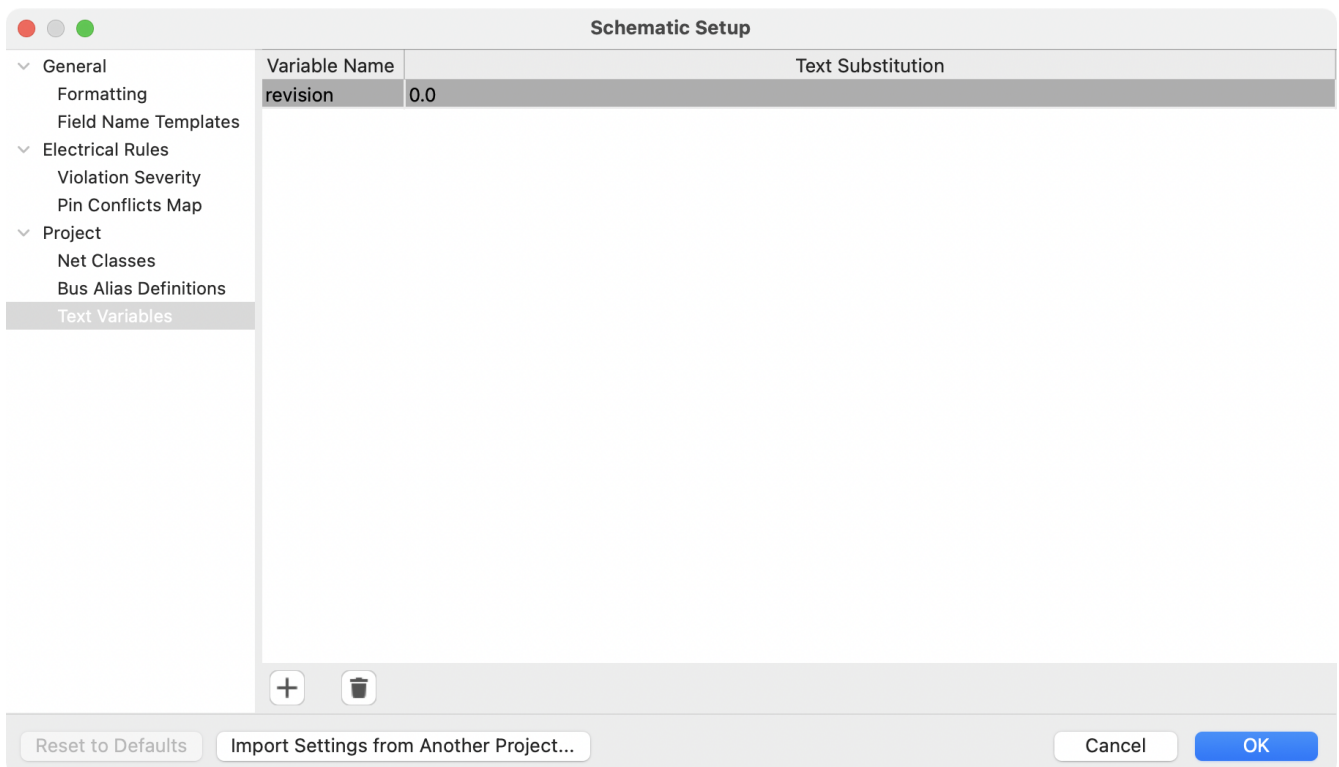 Schematic Setup
General
Formatting
Field Name Templates
Electrical Rules
Violation Severity
Pin Conflicts Map
Project
Net Classes
Bus Alias Definitions
Text Variables
Variable Name Text Substitution
revision 0.0
Reset to Defaults Import Settings from Another Project... Cancel OK